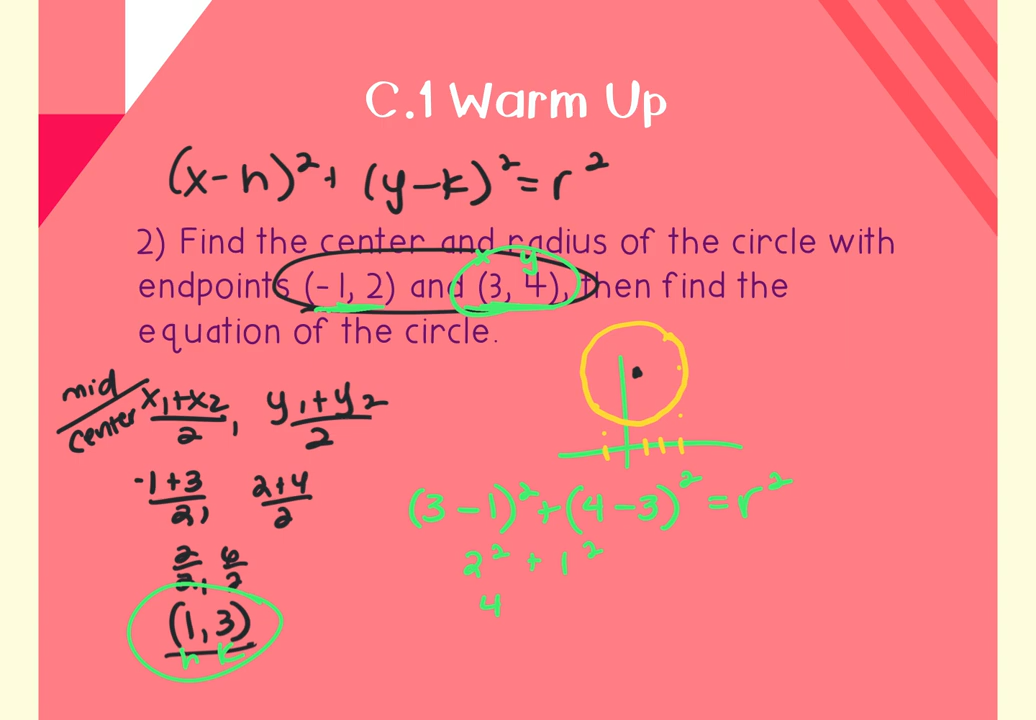 C.1 Warm Up
(x-h)²+ (y-k)²=r²
2) Find the center and radius of the circle with
x y
endpoints (-1, 2) and (3, 4), then find the
equation of the circle.
mid/center x₁+x₂/2, y₁+y₂/2
-1+3/2, 2+4/2
(3-1)²+(4-3)²=r²
2/2, 6/2
2²+1²
4
(1,3)
h k